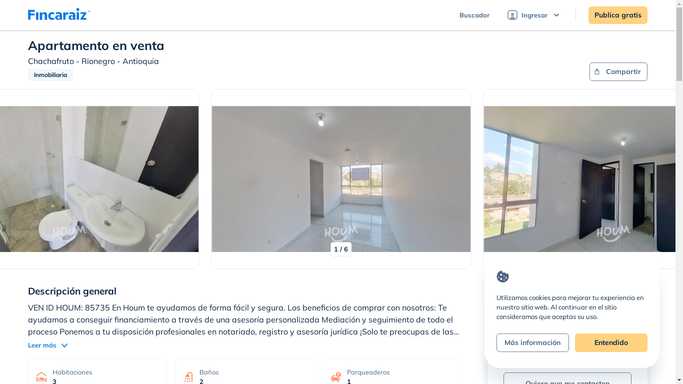 Fincaraiz
Buscador
Ingresar
Publica gratis
Apartamento en venta
Chachafruto - Rionegro - Antioquia
Inmobiliaria
Compartir
HOUM
HOUM
HOUM
1 / 6
Descripción general
VEN ID HOUM: 85735 En Houm te ayudamos de forma fácil y segura. Los beneficios de comprar con nosotros: Te
ayudamos a conseguir financiamiento a través de una asesoría personalizada Mediación y seguimiento de todo el
proceso Ponemos a tu disposición profesionales en notariado, registro y asesoría jurídica ¡Solo te preocupas de las...
Leer más
Habitaciones
3
Baños
2
Parqueaderos
1
Utilizamos cookies para mejorar tu experiencia en
nuestro sitio web. Al continuar en el sitio
consideramos que aceptas su uso.
Más información
Entendido
Quiero que me contacten